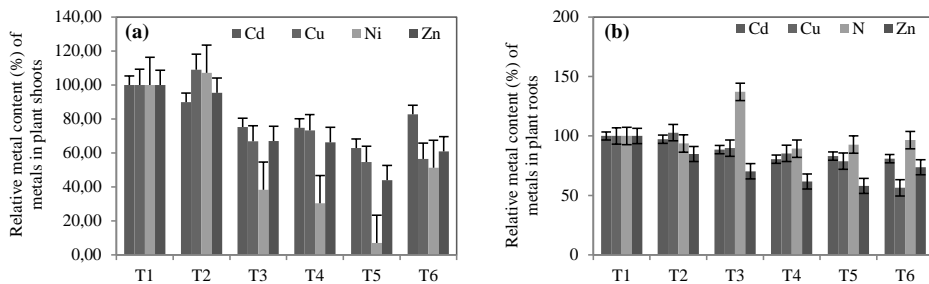 Relative metal content (%) of
metals in plant shoots
140,00
120,00
100,00
80,00
60,00
40,00
20,00
0,00
(a)
Cd Cu Ni Zn
T1 T2 T3 T4 T5 T6
Relative metal content (%) of
metals in plant roots
200
150
100
50
0
(b)
Cd Cu N Zn
T1 T2 T3 T4 T5 T6